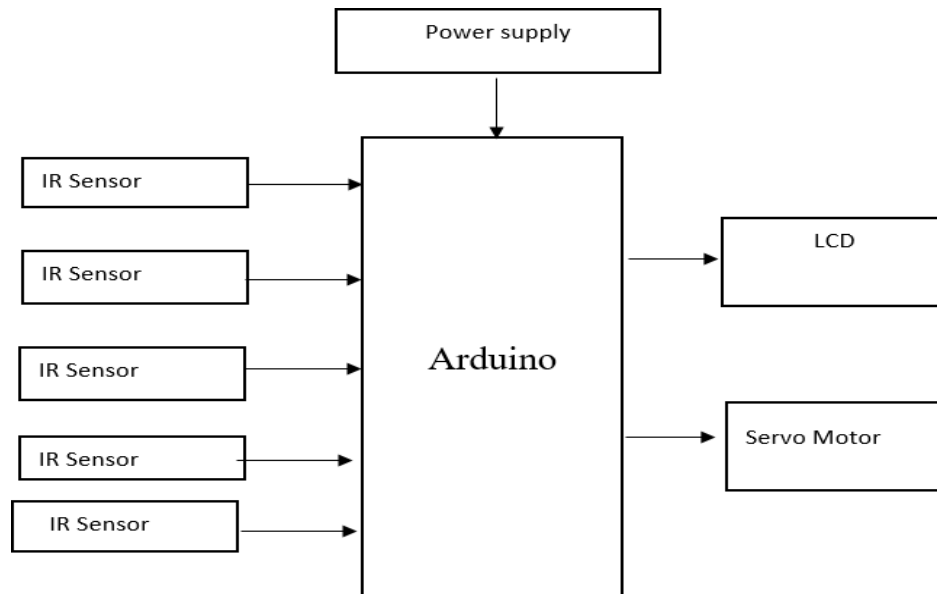 Power supply
IR Sensor
IR Sensor
IR Sensor
IR Sensor
IR Sensor
Arduino
LCD
Servo Motor